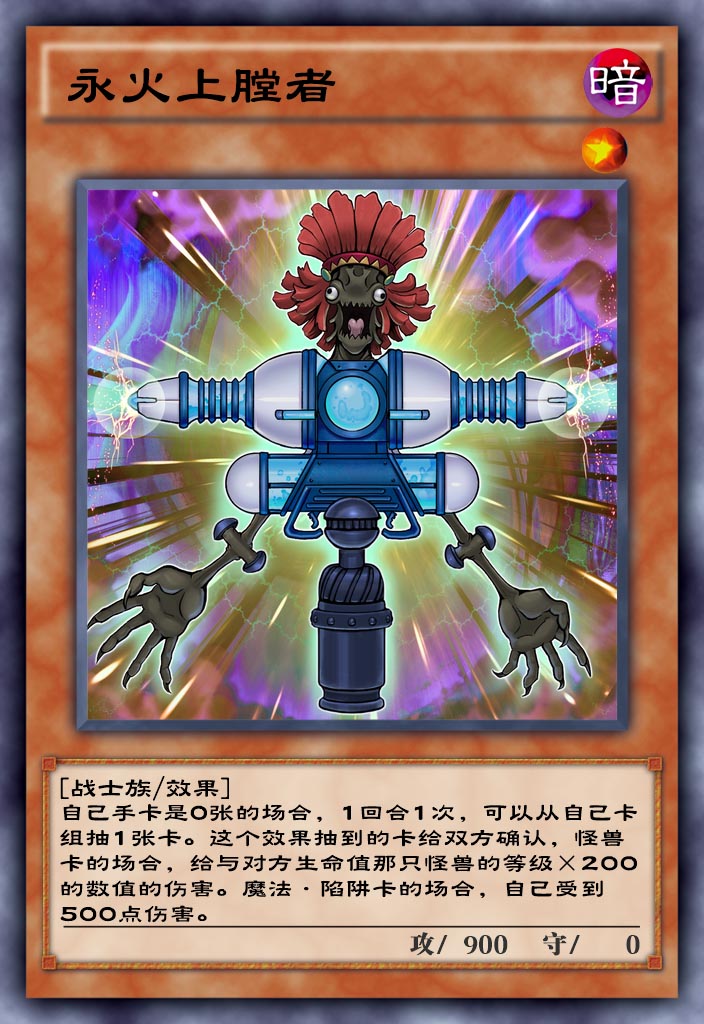 永火上膛者
暗
[战士族/效果]
自己手卡是0张的场合，1回合1次，可以从自己卡
组抽1张卡。这个效果抽到的卡给双方确认，怪兽
卡的场合，给与对方生命值那只怪兽的等级×200
的数值的伤害。魔法·陷阱卡的场合，自己受到
500点伤害。
攻/ 900 守/ 0